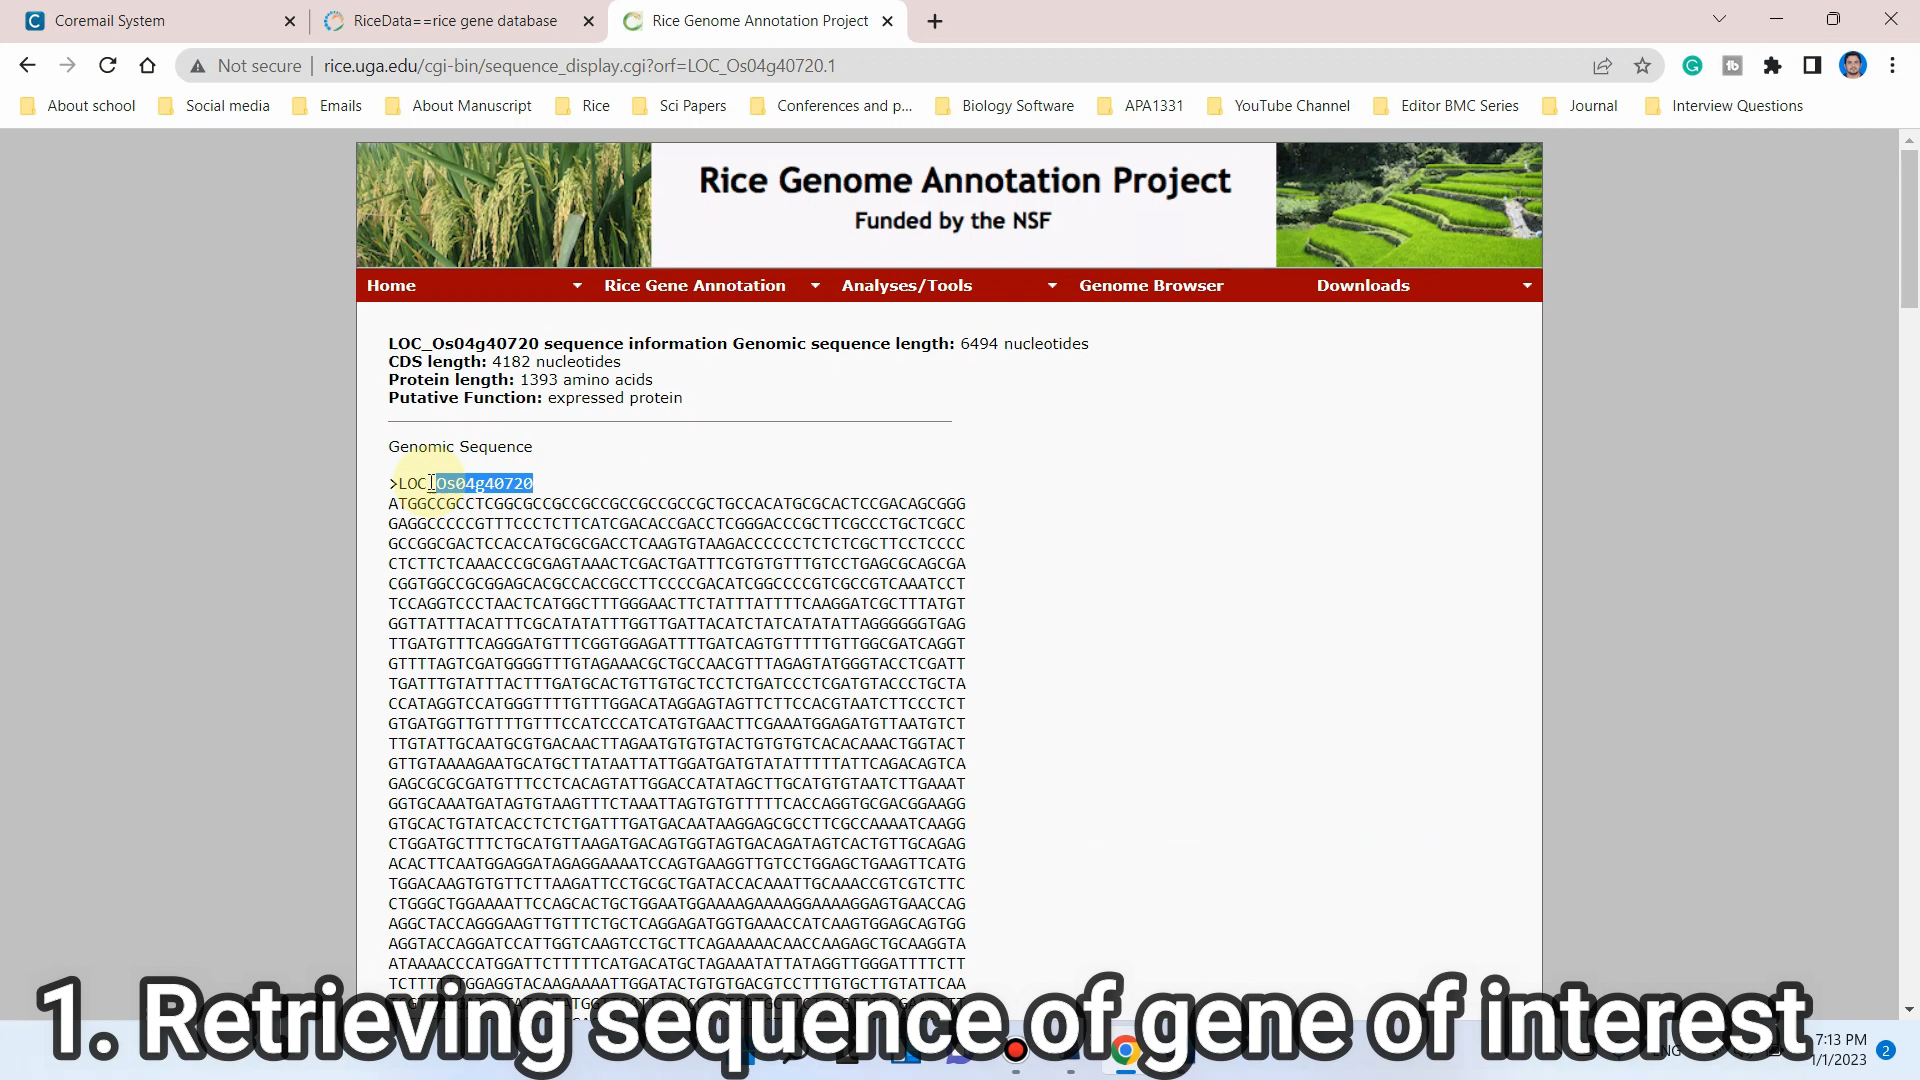 Coremail System
RiceData==rice gene database
Rice Genome Annotation Project
Not secure
rice.uga.edu/cgi-bin/sequence_display.cgi?orf=LOC_Os04g40720.1
About school
Social media
Emails
About Manuscript
Rice
Sci Papers
Conferences and p...
Biology Software
APA1331
YouTube Channel
Editor BMC Series
Journal
Interview Questions
Rice Genome Annotation Project
Funded by the NSF
Home
Rice Gene Annotation
Analyses/Tools
Genome Browser
Downloads
LOC_Os04g40720 sequence information Genomic sequence length: 6494 nucleotides
CDS length: 4182 nucleotides
Protein length: 1393 amino acids
Putative Function: expressed protein
Genomic Sequence
>LOC_Os04g40720
ATGGCCGCCTCGGCGCCGCCGCCGCCGCCGCCGCCGCTGCCACATGCGCACTCCGACAGCGGG
GAGGCCCCCGTTTCCCTCTTCATCGACACCGACCTCGGGACCCGCTTCGCCCTGCTCGCC
GCCGGCGACTCCACCATGCGCGACCTCAAGTGTAAGACCCCCCTCTCTCGCTTCCTCCCC
CTCTTCTCAAACCCGCGAGTAAACTCGACTGATTTCGTGTGTTTGTCCTGAGCGCAGCGA
CGGTGGCCGCGGAGCACGCCACCGCCTTCCCCGACATCGGCCCCGTCGCCGTCAAATCCT
TCCAGGTCCCTAACTCATGGCTTTGGGAACTTCTATTTATTTTCAAGGATCGCTTTATGT
GGTTATTTACATTTCGCATATATTTGGTTGATTACATCTATCATATATTAGGGGGGTGAG
TTGATGTTTCAGGGATGTTTCGGTGGAGATTTTGATCAGTGTTTTTGTTGGCGATCAGGT
GTTTTAGTCGATGGGGTTTGTAGAAACGCTGCCAACGTTTAGAGTATGGGTACCTCGATT
TGATTTGTATTTACTTTGATGCACTGTTGTGCTCCTCTGATCCCTCGATGTACCCTGCTA
CCATAGGTCCATGGGTTTTGTTTGGACATAGGAGTAGTTCTTCCACGTAATCTTCCCTCT
GTGATGGTTGTTTTGTTTCCATCCCATCATGTGAACTTCGAAATGGAGATGTTAATGTCT
TTGTATTGCAATGCGTGACAACTTAGAATGTGTGTACTGTGTGTCACACAAACTGGTACT
GTTGTAAAAGAATGCATGCTTATAATTATTGGATGATGTATATTTTTATTCAGACAGTCA
GAGCGCGCGATGTTTCCTCACAGTATTGGACCATATAGCTTGCATGTGTAATCTTGAAAT
GGTGCAAATGATAGTGTAAGTTTCTAAATTAGTGTGTTTTTCACCAGGTGCGACGGAAGG
GTGCACTGTATCACCTCTCTGATTTGATGACAATAAGGAGCGCCTTCGCCAAAATCAAGG
CTGGATGCTTTCTGCATGTTAAGATGACAGTGGTAGTGACAGATAGTCACTGTTGCAGAG
ACACTTCAATGGAGGATAGAGGAAAATCCAGTGAAGGTTGTCCTGGAGCTGAAGTTCATG
TGGACAAGTGTGTTCTTAAGATTCCTGCGCTGATACCACAAATTGCAAACCGTCGTCTTC
CTGGGCTGGAAAATTCCAGCACTGCTGGAATGGAAAAGAAAAGGAAAAGGAGTGAACCAG
AGGCTACCAGGGAAGTTGTTTCTGCTCAGGAGATGGTGAAACCATCAAGTGGAGCAGTGG
AGGTACCAGGATCCATTGGTCAAGTCCTGCTTCAGAAAAACAACCAAGAGCTGCAAGGTA
ATAAAACCCATGGATTCTTTTTCATGACATGCTAGAAATATTATAGGTTGGGATTTTCTT
1. Retrieving sequence of gene of interest
7:13 PM
1/1/2023
2